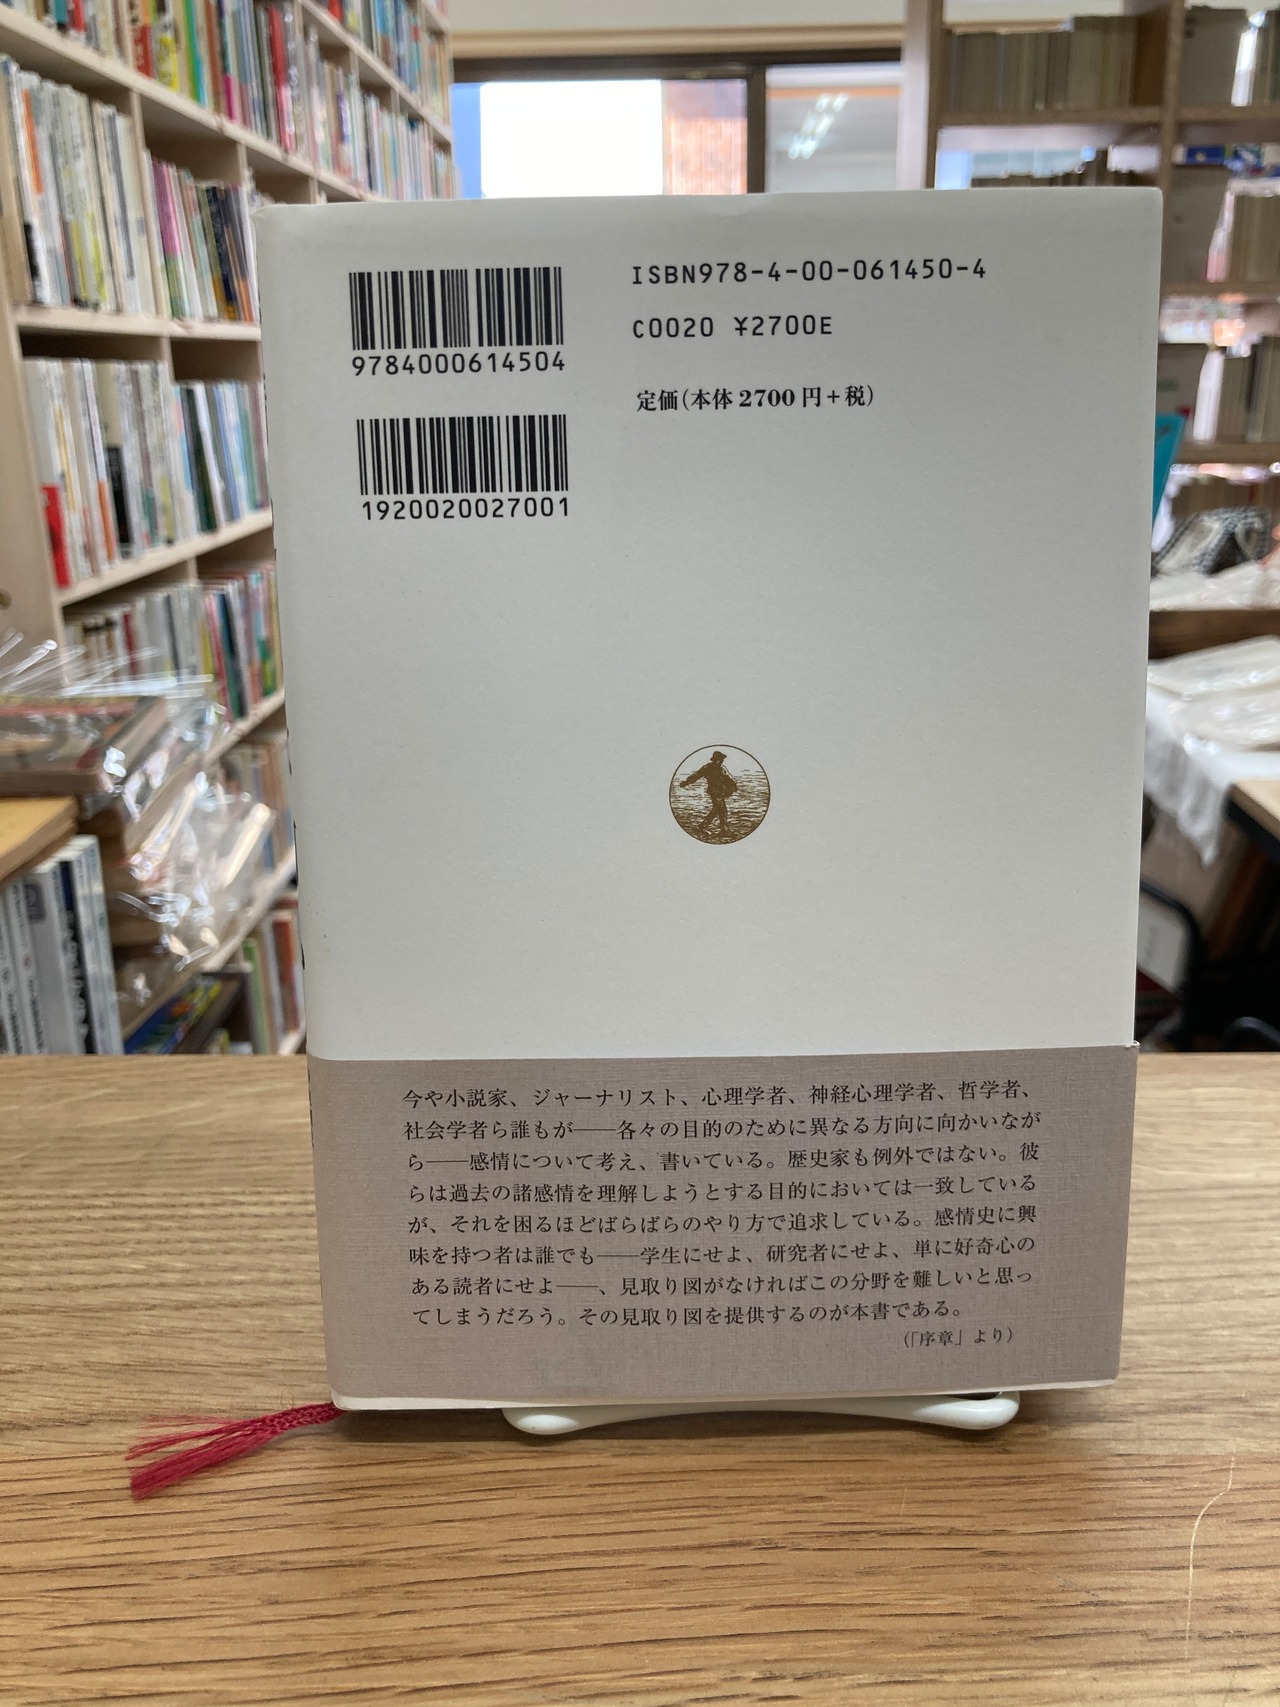 ISBN978-4-00-061450-4
C0020 ¥2700E
定価(本体2700円+税)
9784000614504
1920020027001
今や小説家、ジャーナリスト、心理学者、神経心理学者、哲学者、
社会学者ら誰もが──各々の目的のために異なる方向に向かいなが
ら──感情について考え、書いている。歴史家も例外ではない。彼
らは過去の諸感情を理解しようとする目的においては一致している
が、それを困るほどばらばらのやり方で追求している。感情史に興
味を持つ者は誰でも──学生にせよ、研究者にせよ、単に好奇心の
ある読者にせよ──、見取り図がなければこの分野を難しいと思っ
てしまうだろう。その見取り図を提供するのが本書である。
(「序章」より)